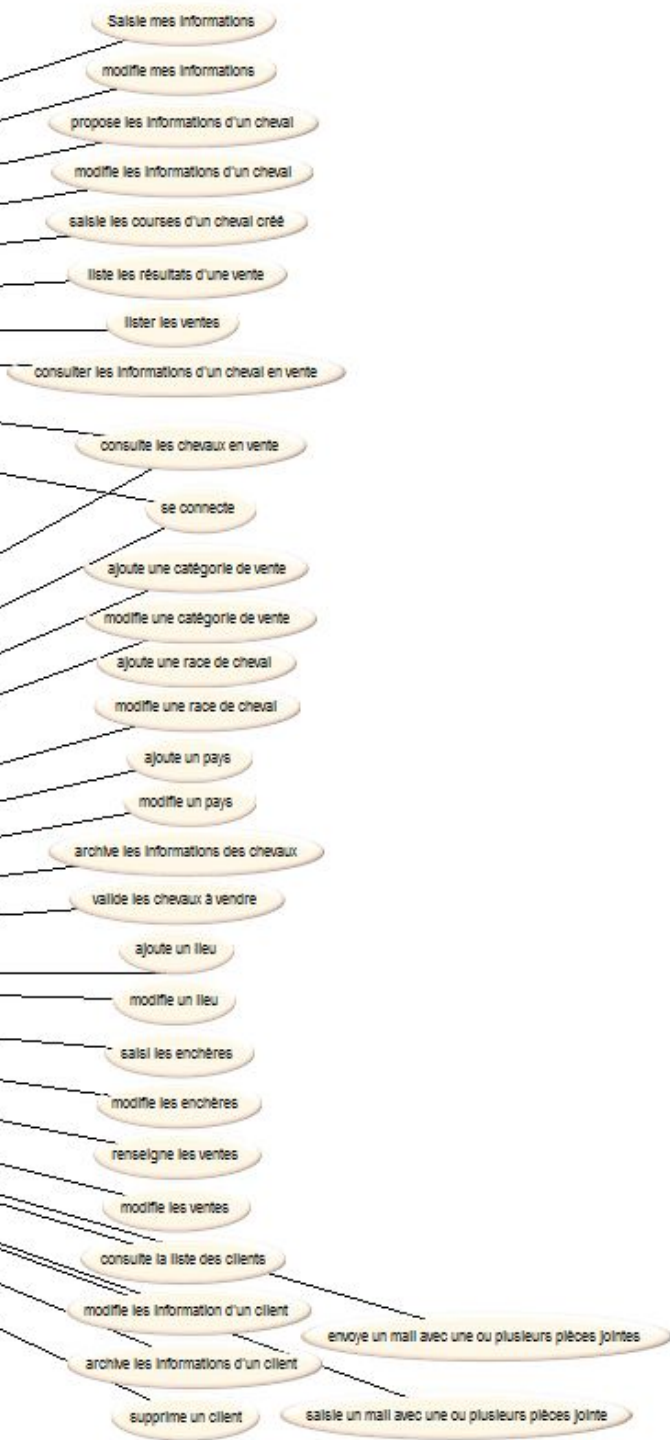 Saisie mes informations
modifie mes informations
propose les informations d'un cheval
modifie les informations d'un cheval
saisie les courses d'un cheval créé
liste les résultats d'une vente
lister les ventes
consulter les informations d'un cheval en vente
consulte les chevaux en vente
se connecte
ajoute une catégorie de vente
modifie une catégorie de vente
ajoute une race de cheval
modifie une race de cheval
ajoute un pays
modifie un pays
archive les informations des chevaux
valide les chevaux à vendre
ajoute un lieu
modifie un lieu
saisi les enchères
modifie les enchères
renseigne les ventes
modifie les ventes
consulte la liste des clients
modifie les information d'un client
envoye un mail avec une ou plusieurs pièces jointes
archive les informations d'un client
supprime un client
saisie un mail avec une ou plusieurs pièces jointe